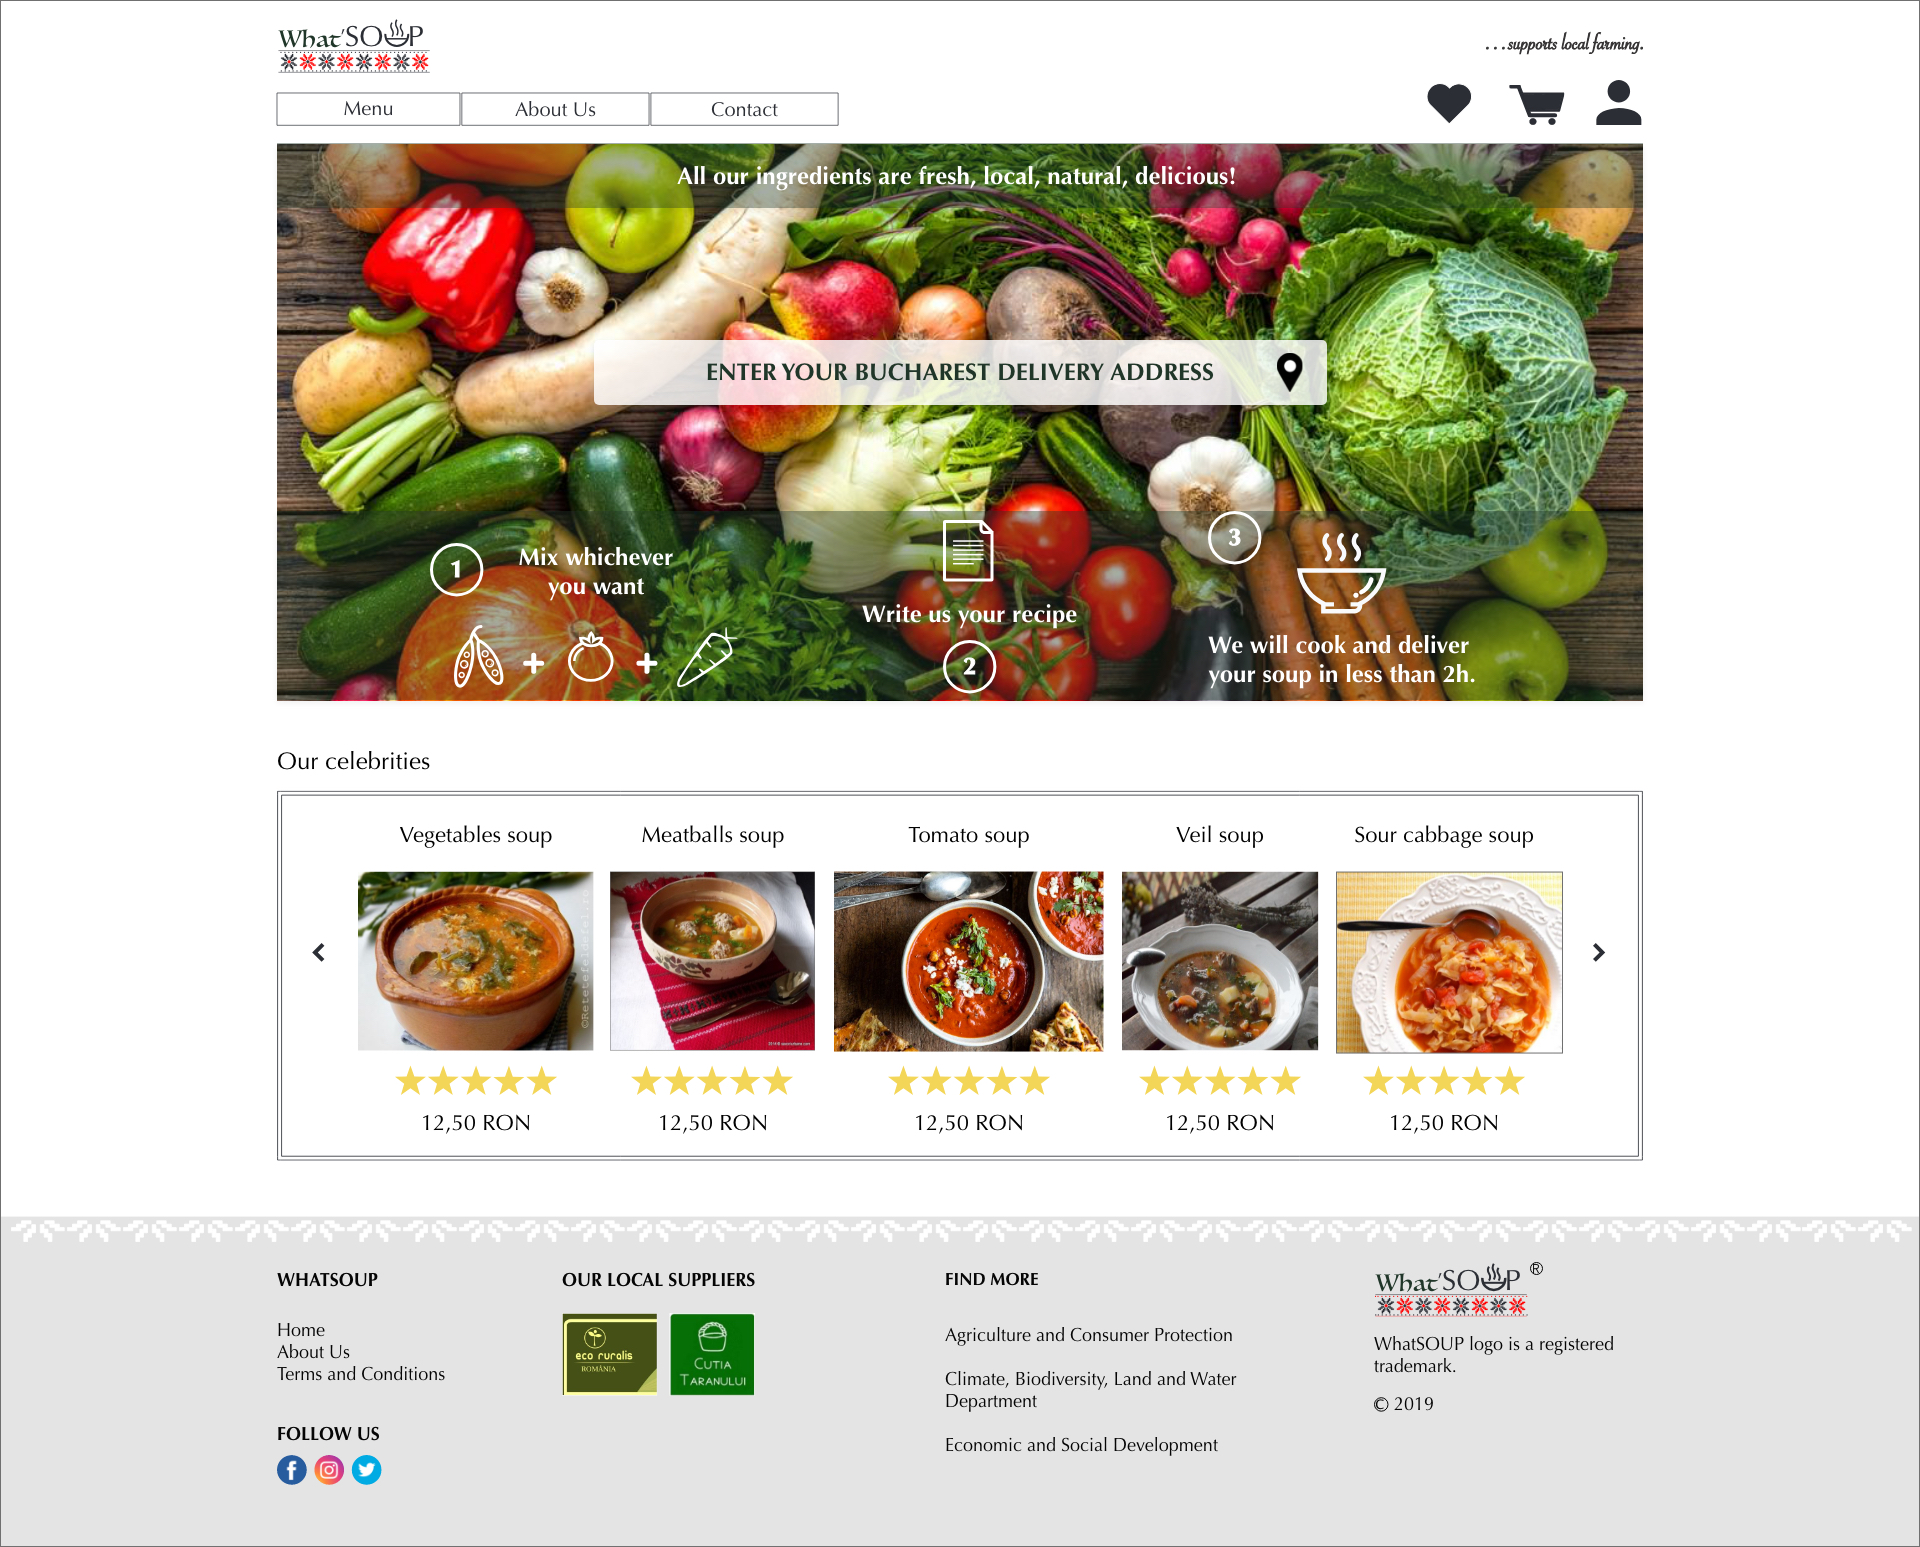 What'SOUP
...supports local farming.
Menu
About Us
Contact
All our ingredients are fresh, local, natural, delicious!
ENTER YOUR BUCHAREST DELIVERY ADDRESS
1
Mix whichever
you want
+ +
Write us your recipe
2
3
We will cook and deliver
your soup in less than 2h.
Our celebrities
Vegetables soup
Meatballs soup
Tomato soup
Veil soup
Sour cabbage soup
12,50 RON
12,50 RON
12,50 RON
12,50 RON
12,50 RON
WHATSOUP
Home
About Us
Terms and Conditions
FOLLOW US
OUR LOCAL SUPPLIERS
eco ruralis
ROMÂNIA
CUTIA
TARANULUI
FIND MORE
Agriculture and Consumer Protection
Climate, Biodiversity, Land and Water
Department
Economic and Social Development
What'SOUP ®
WhatSOUP logo is a registered
trademark.
© 2019